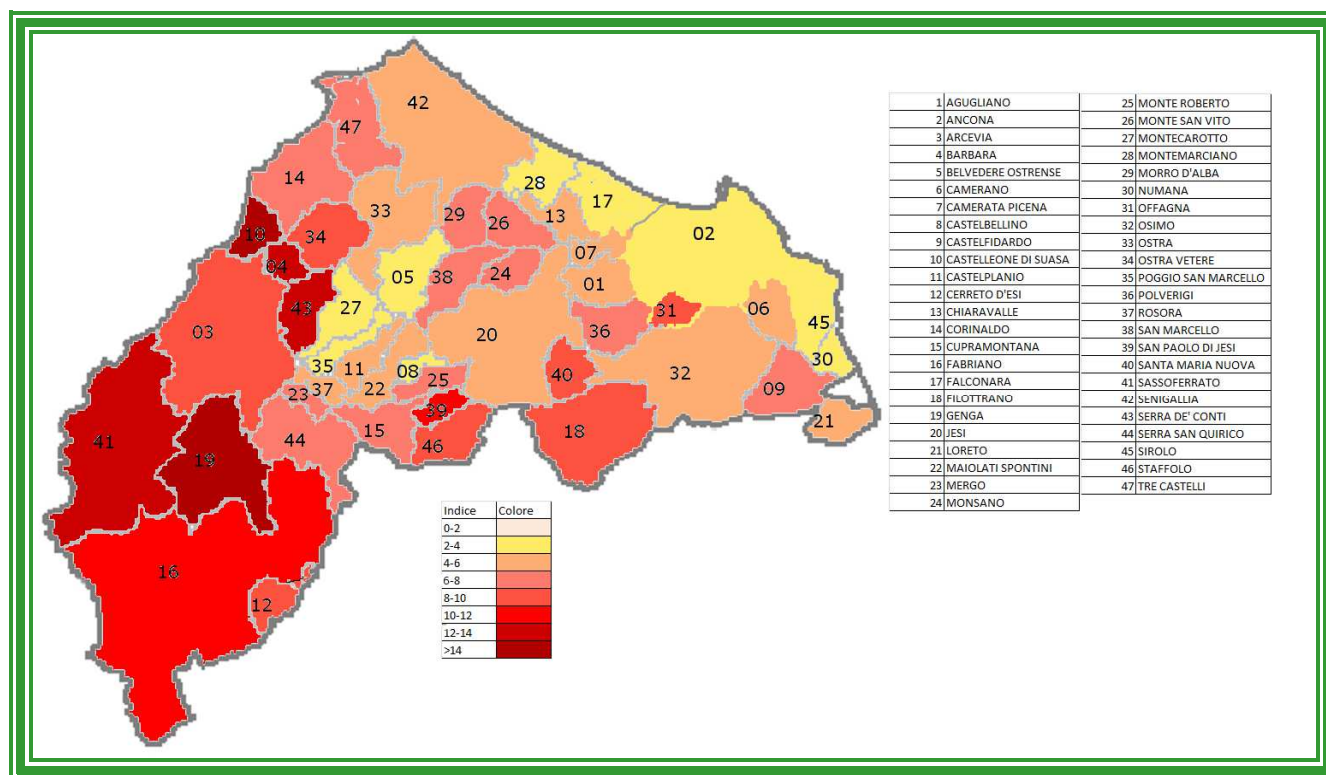 42
47
14
28
17
33
29
13
10
26
34
02
07
04
05
38
24
01
43
27
31
06
45
03
20
36
30
35
11
08
32
25
40
23
37
22
09
39
21
41
44
15
18
46
19
16
12
1 AGUGLIANO
2 ANCONA
3 ARCEVIA
4 BARBARA
5 BELVEDERE OSTRENSE
6 CAMERANO
7 CAMERATA PICENA
8 CASTELBELLINO
9 CASTELFIDARDO
10 CASTELLEONE DI SUASA
11 CASTELPLANIO
12 CERRETO D'ESI
13 CHIARAVALLE
14 CORINALDO
15 CUPRAMONTANA
16 FABRIANO
17 FALCONARA
18 FILOTTRANO
19 GENGA
20 JESI
21 LORETO
22 MAIOLATI SPONTINI
23 MERGO
24 MONSANO
25 MONTE ROBERTO
26 MONTE SAN VITO
27 MONTECAROTTO
28 MONTEMARCIANO
29 MORRO D'ALBA
30 NUMANA
31 OFFAGNA
32 OSIMO
33 OSTRA
34 OSTRA VETERE
35 POGGIO SAN MARCELLO
36 POLVERIGI
37 ROSORA
38 SAN MARCELLO
39 SAN PAOLO DI JESI
40 SANTA MARIA NUOVA
41 SASSOFERRATO
42 SENIGALLIA
43 SERRA DE' CONTI
44 SERRA SAN QUIRICO
45 SIROLO
46 STAFFOLO
47 TRE CASTELLI
Indice Colore
0-2
2-4
4-6
6-8
8-10
10-12
12-14
>14